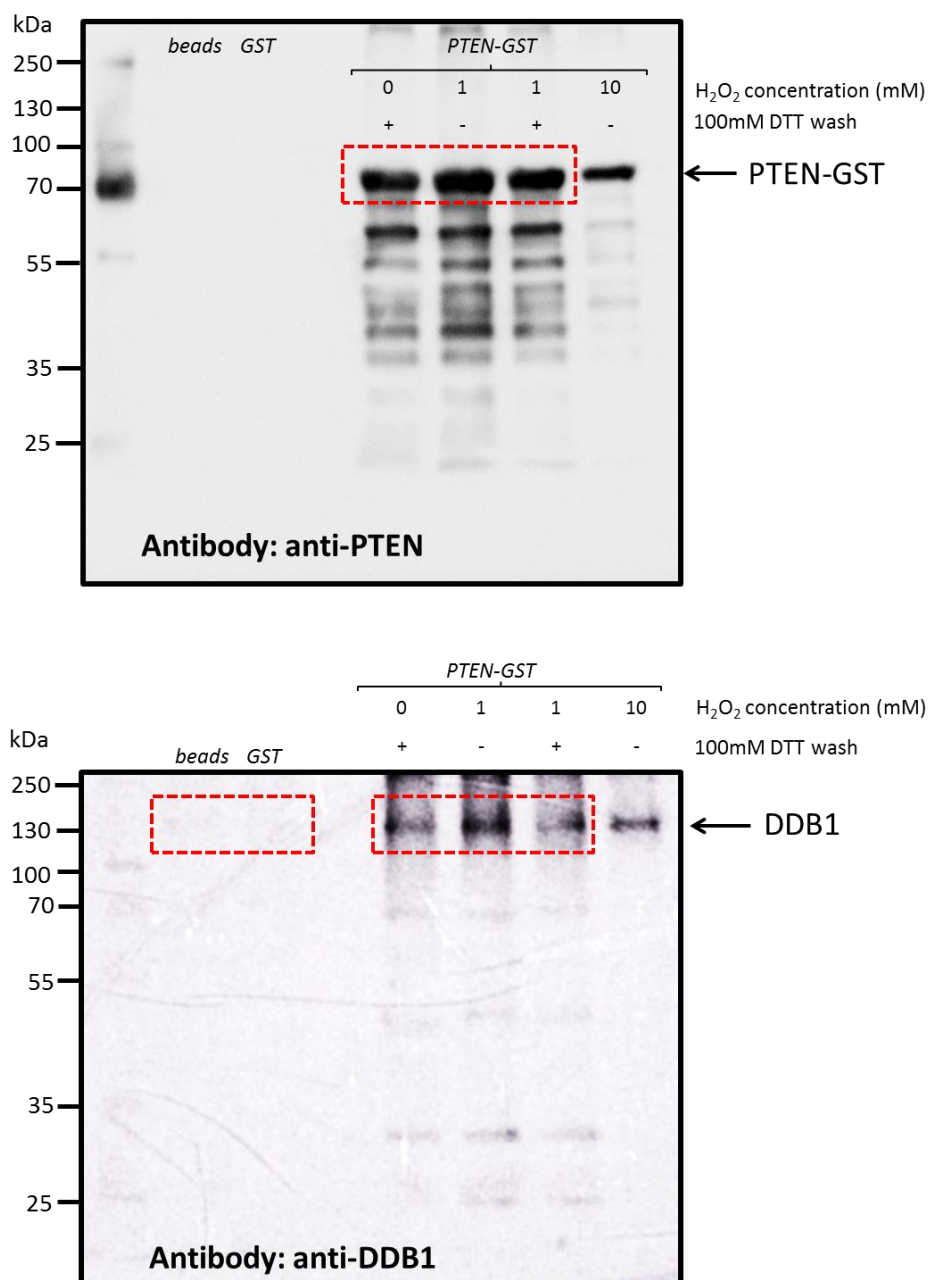 kDa
beads GST PTEN-GST
250
0 1 1 10 H₂O₂ concentration (mM)
130
+ - + - 100mM DTT wash
100
PTEN-GST
70
55
35
25
Antibody: anti-PTEN
PTEN-GST
0 1 1 10 H₂O₂ concentration (mM)
kDa
+ - + - 100mM DTT wash
beads GST
250
130
DDB1
100
70
55
35
25
Antibody: anti-DDB1